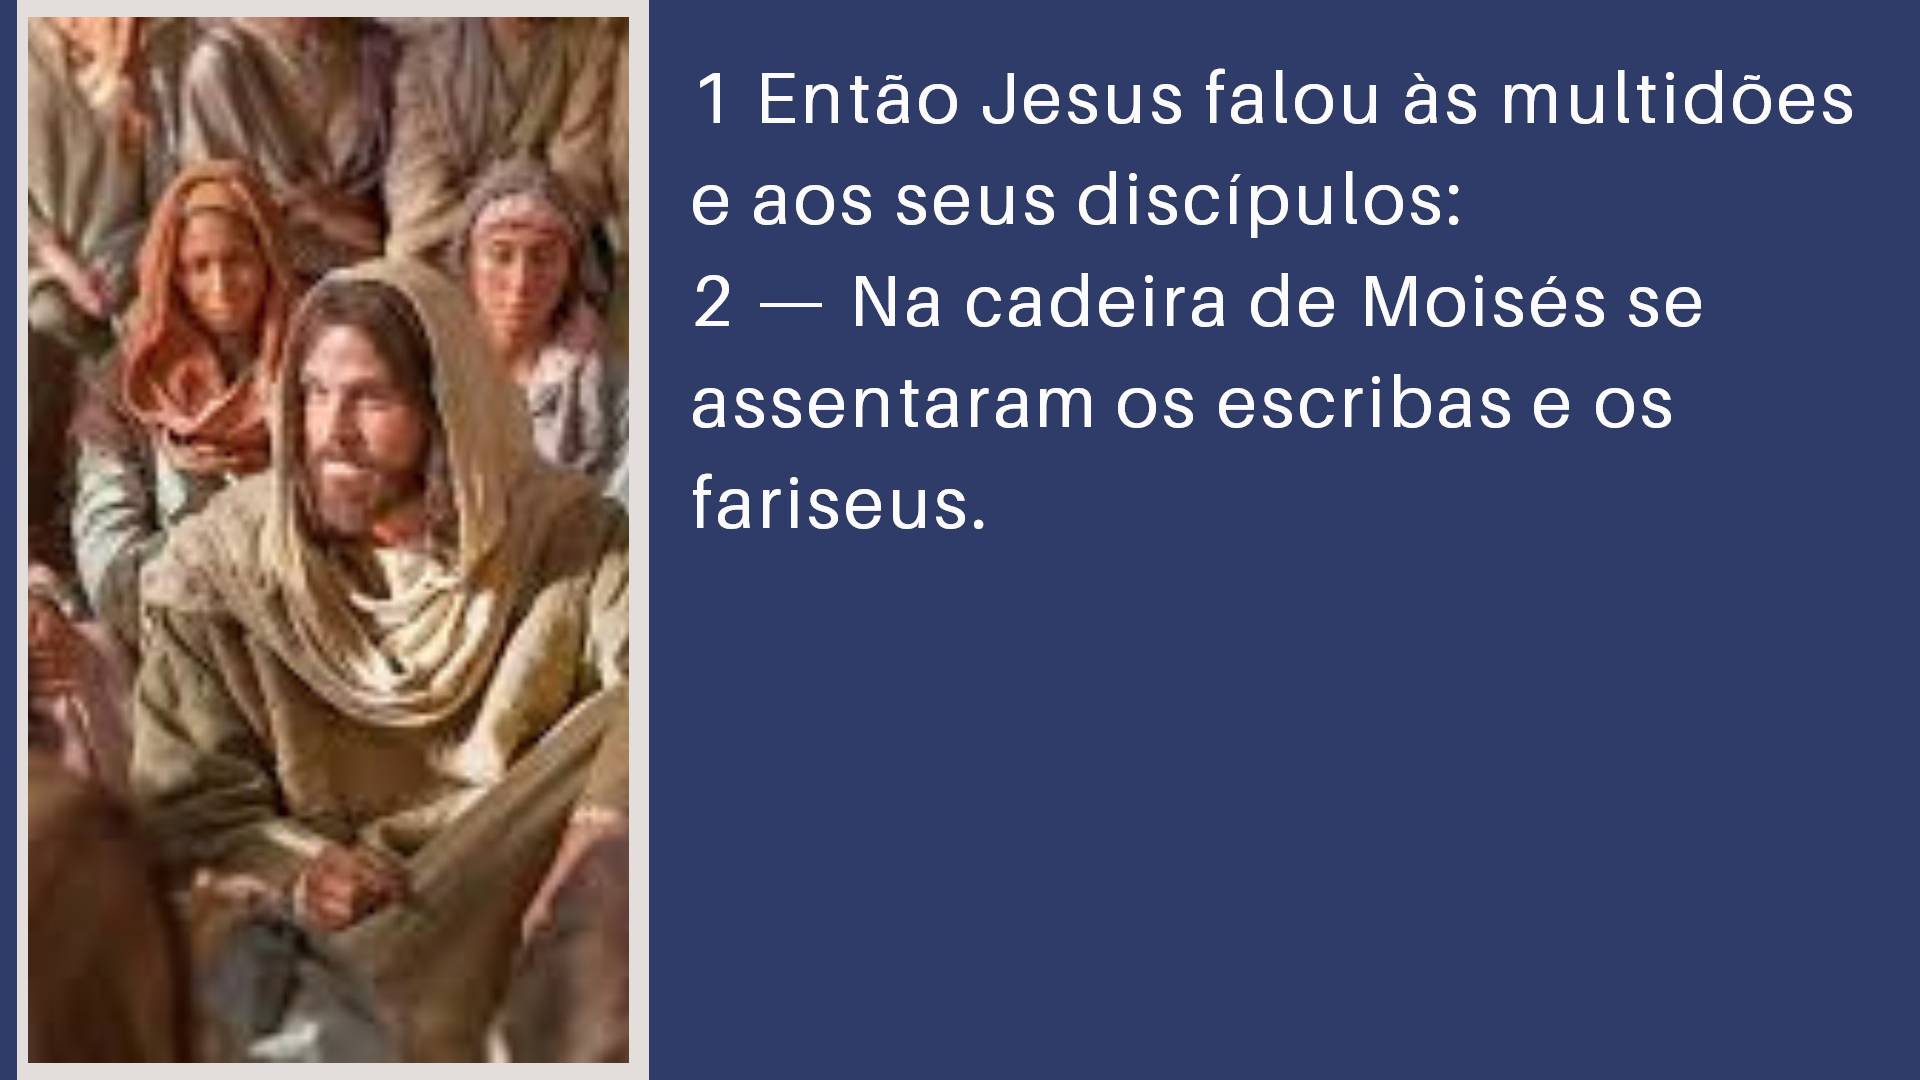 1 Então Jesus falou às multidões
e aos seus discípulos:
2 — Na cadeira de Moisés se
assentaram os escribas e os
fariseus.